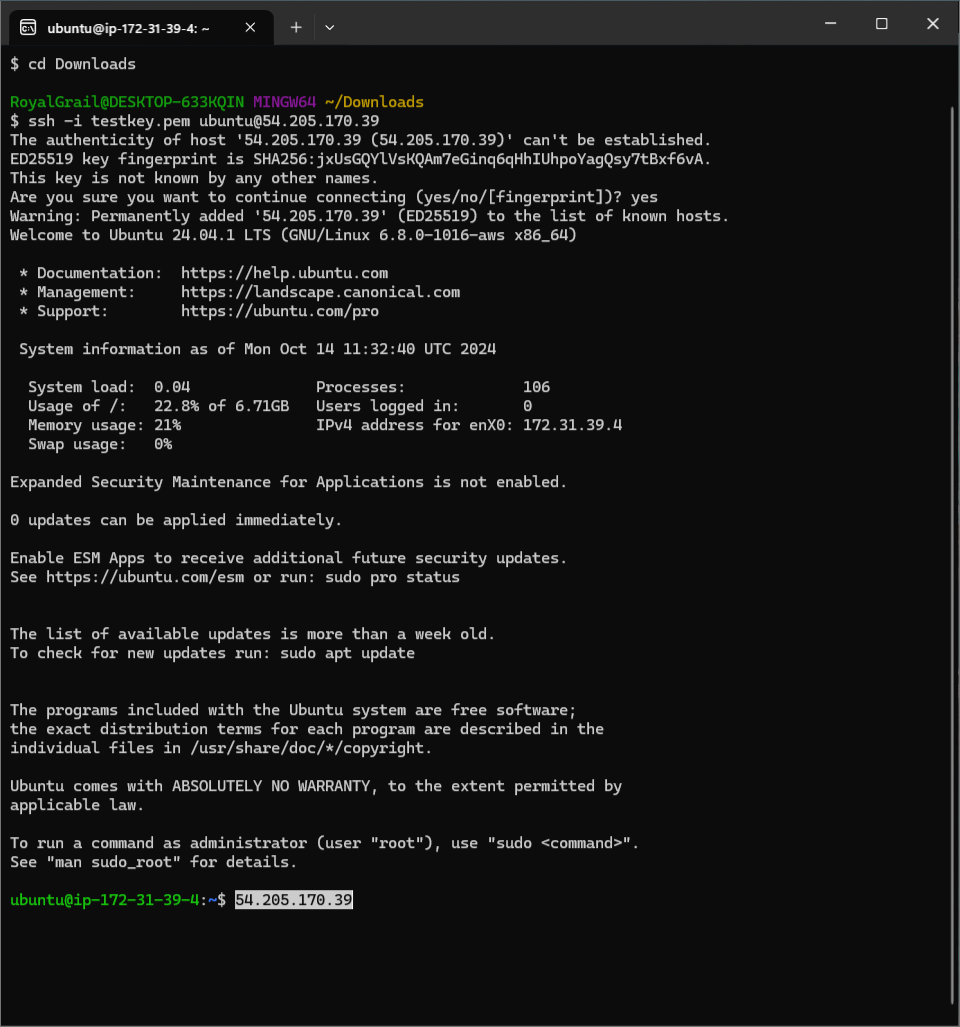 ubuntu@ip-172-31-39-4: ~
$ cd Downloads
RoyalGrail@DESKTOP-633KQIN MINGW64 ~/Downloads
$ ssh -i testkey.pem ubuntu@54.205.170.39
The authenticity of host '54.205.170.39 (54.205.170.39)' can't be established.
ED25519 key fingerprint is SHA256:jxUsGQYlVsKQAm7eGinq6qHhIUhpoYagQsy7tBxf6vA.
This key is not known by any other names.
Are you sure you want to continue connecting (yes/no/[fingerprint])? yes
Warning: Permanently added '54.205.170.39' (ED25519) to the list of known hosts.
Welcome to Ubuntu 24.04.1 LTS (GNU/Linux 6.8.0-1016-aws x86_64)
* Documentation:  https://help.ubuntu.com
* Management:     https://landscape.canonical.com
* Support:        https://ubuntu.com/pro
System information as of Mon Oct 14 11:32:40 UTC 2024
System load:  0.04              Processes:             106
Usage of /:   22.8% of 6.71GB   Users logged in:       0
Memory usage: 21%               IPv4 address for enX0: 172.31.39.4
Swap usage:   0%
Expanded Security Maintenance for Applications is not enabled.
0 updates can be applied immediately.
Enable ESM Apps to receive additional future security updates.
See https://ubuntu.com/esm or run: sudo pro status
The list of available updates is more than a week old.
To check for new updates run: sudo apt update
The programs included with the Ubuntu system are free software;
the exact distribution terms for each program are described in the
individual files in /usr/share/doc/*/copyright.
Ubuntu comes with ABSOLUTELY NO WARRANTY, to the extent permitted by
applicable law.
To run a command as administrator (user "root"), use "sudo <command>".
See "man sudo_root" for details.
ubuntu@ip-172-31-39-4:~$ 54.205.170.39